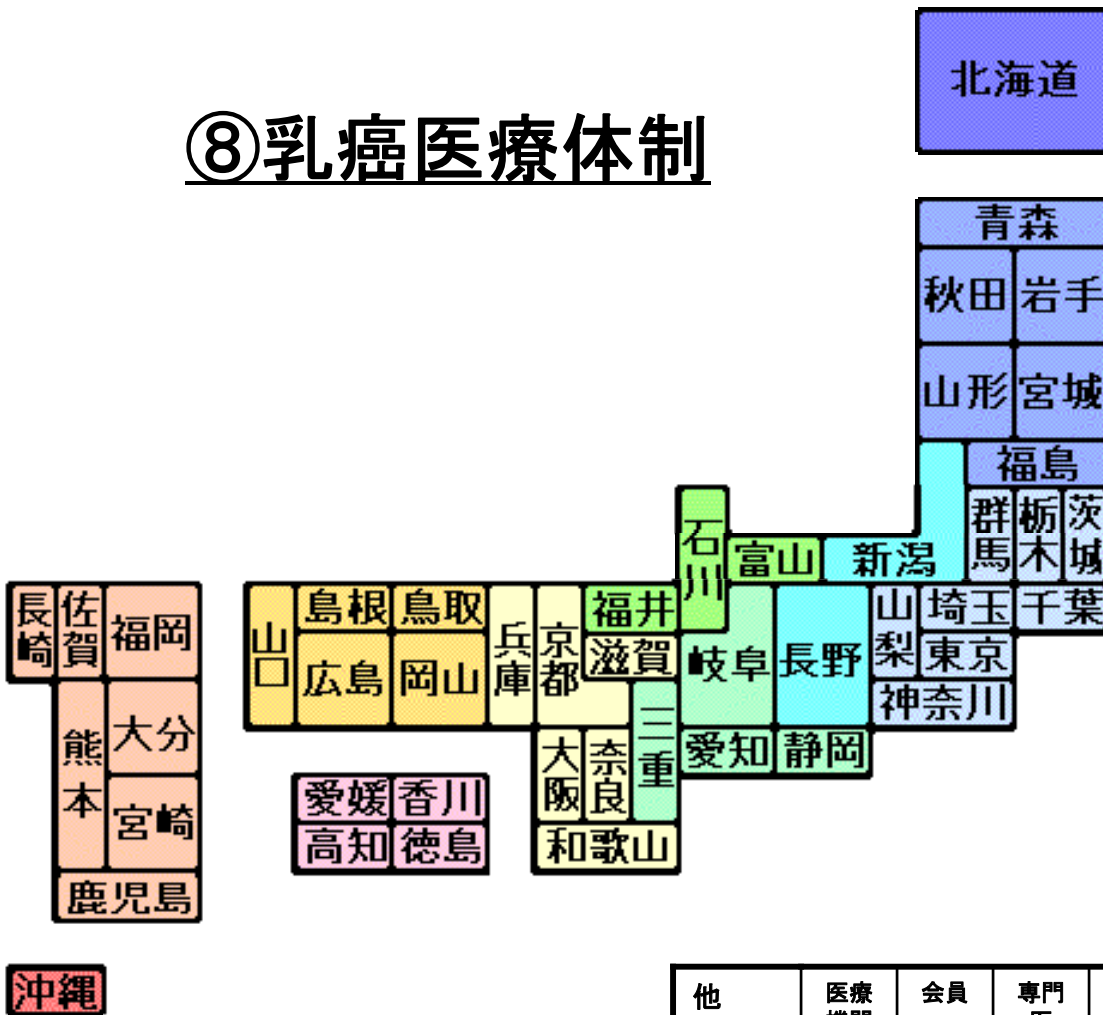 北海道
⑧乳癌医療体制
青森
秋田 岩手
山形 宮城
福島
群馬 栃木 茨城
石川
富山 新潟
長崎 佐賀 福岡
山口 島根 鳥取 兵庫 京都 福井
滋賀 岐阜 長野 山梨 埼玉 千葉
広島 岡山 東京
神奈川
熊本 大分
大阪 奈良 三重 愛知 静岡
宮崎
愛媛 香川
高知 徳島 和歌山
鹿児島
沖縄
他 医療 会員 専門